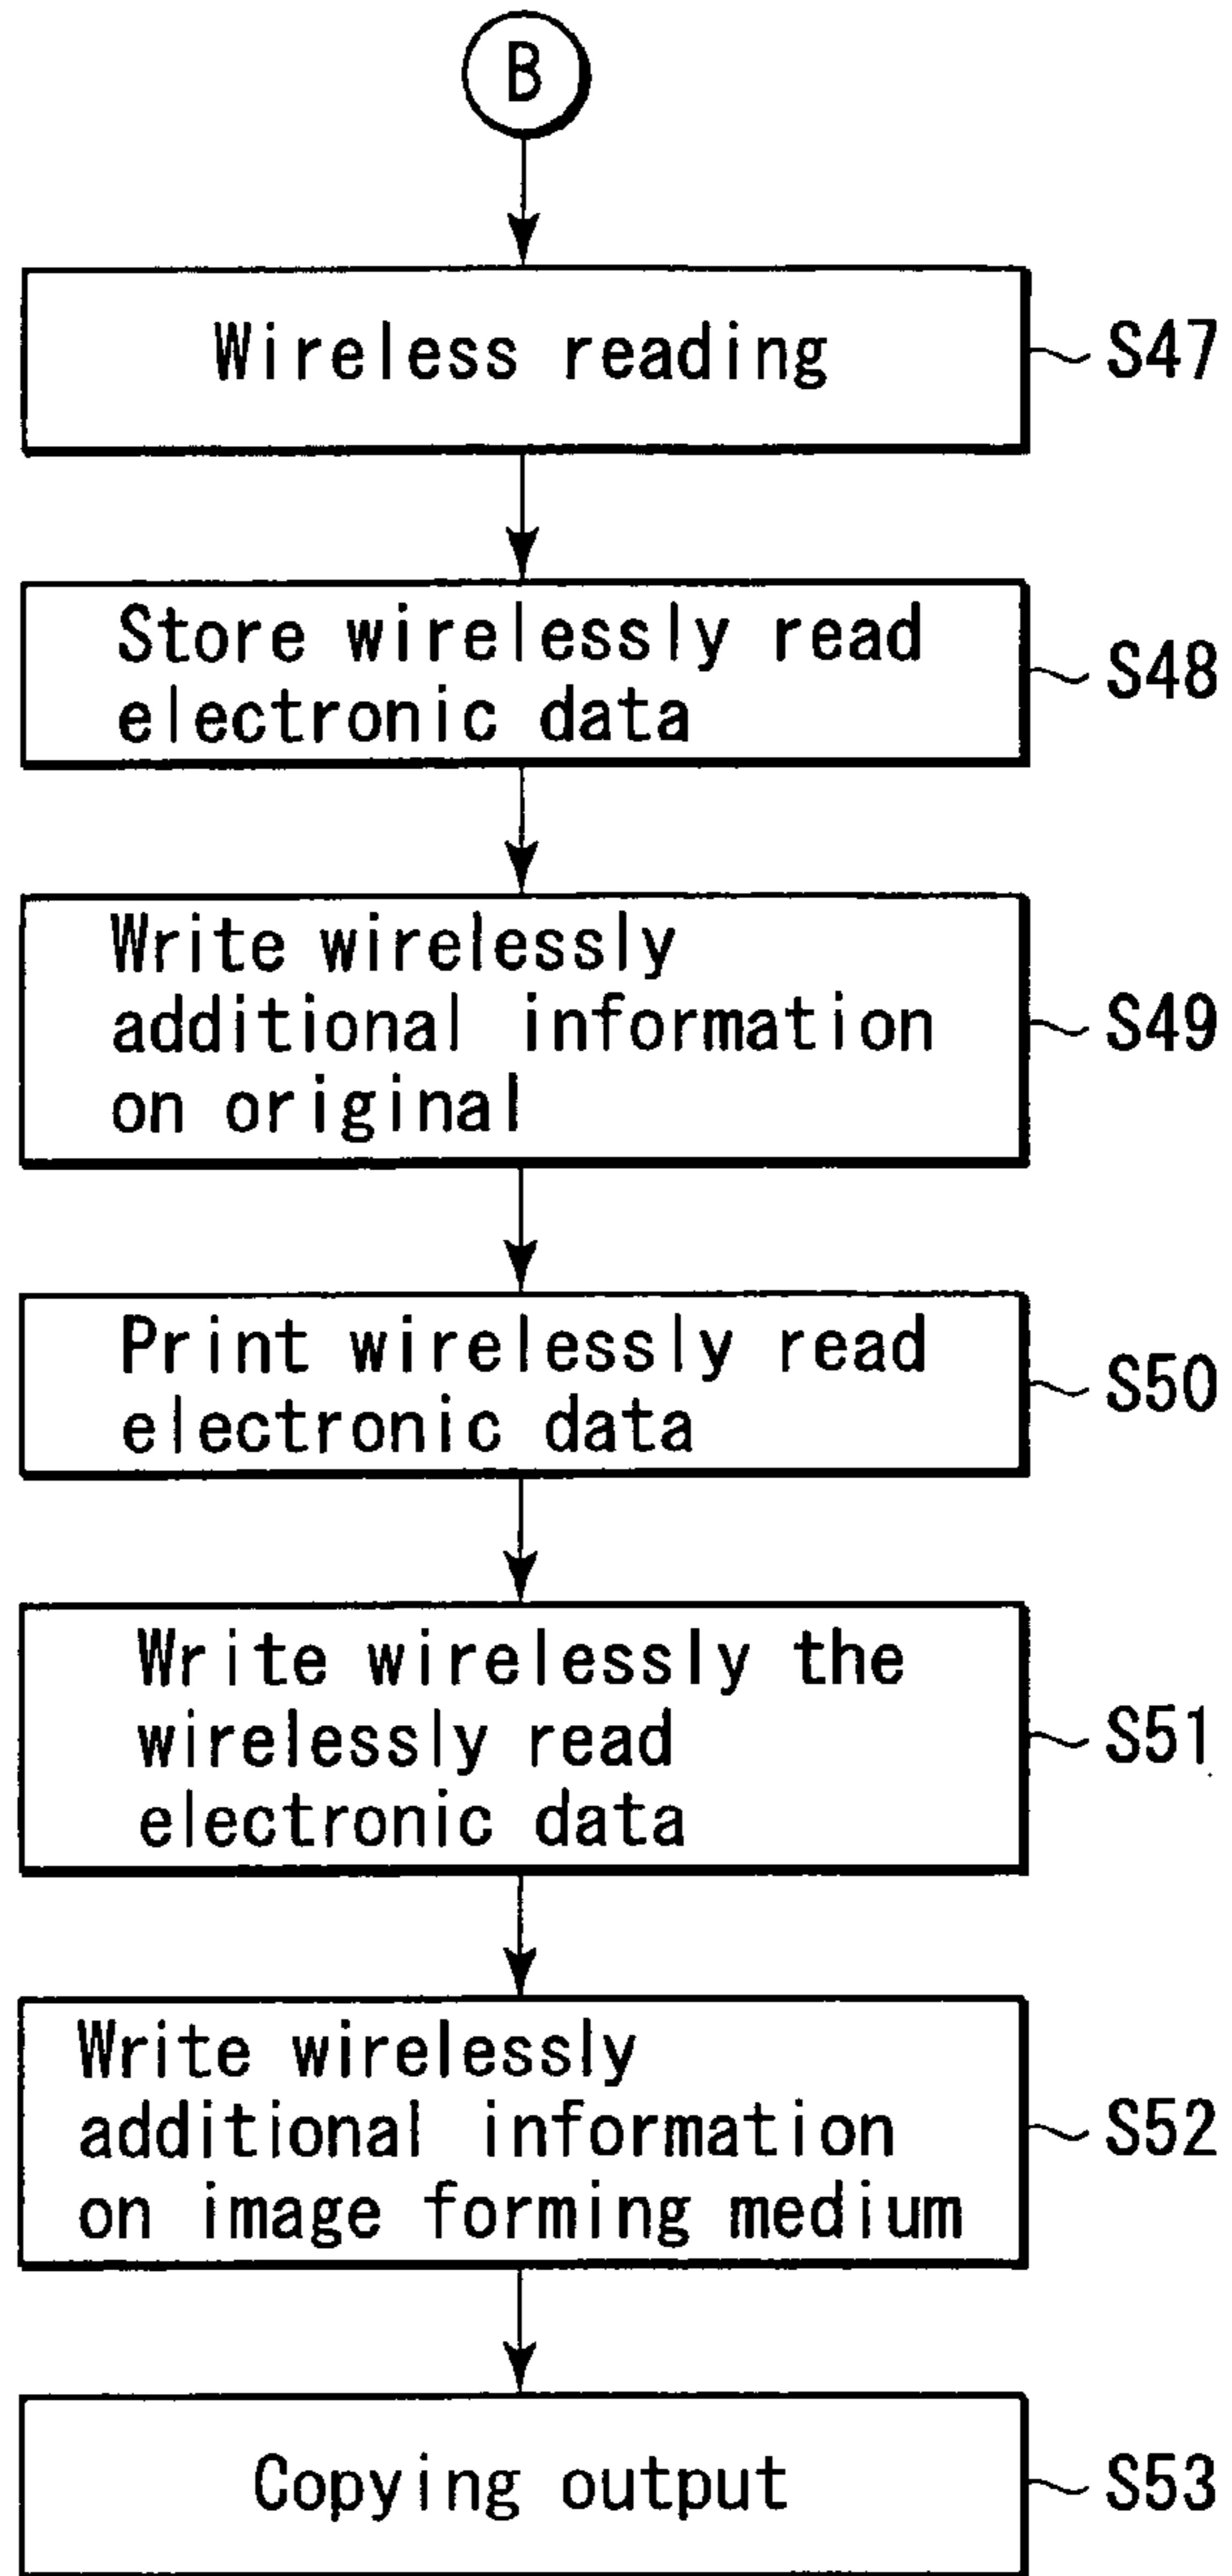 B
Wireless reading
S47
Store wirelessly read
electronic data
S48
Write wirelessly
additional information
on original
S49
Print wirelessly read
electronic data
S50
Write wirelessly the
wirelessly read
electronic data
S51
Write wirelessly
additional information
on image forming medium
S52
Copying output
S53